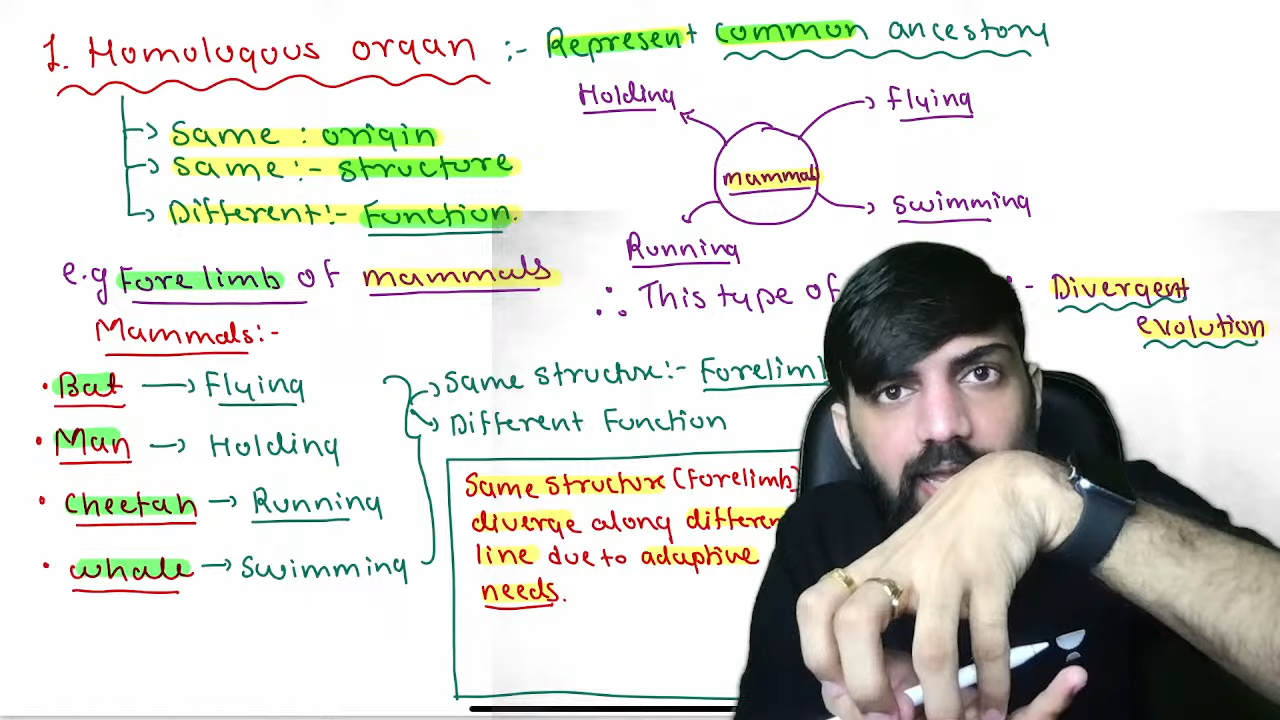 1. Homologous organ :- Represent common ancestory
Same : origin
Same :- structure
Different :- Function.
Holding
Flying
mammal
Swimming
Running
e.g Forelimb of mammals
∴ This type of :- Divergent
evolution
Mammals:-
• Bat → Flying
• Man → Holding
• Cheetah → Running
• Whale → Swimming
→ Same structure:- Forelimb
→ Different Function
Same structure (Forelimb)
diverge along different
line due to adaptive
needs.